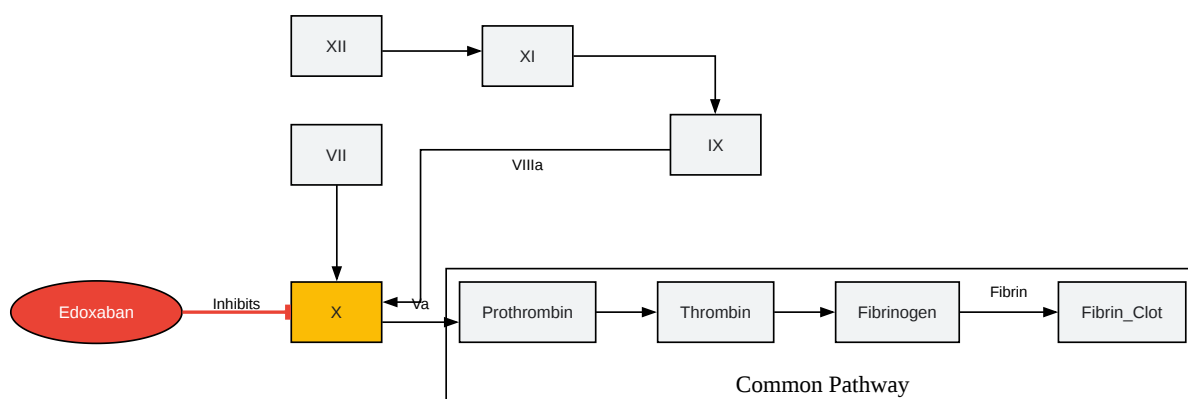 XII
XI
VII
IX
VIIIa
Edoxaban
Inhibits
X
Va
Prothrombin
Thrombin
Fibrinogen
Fibrin
Fibrin_Clot
Common Pathway